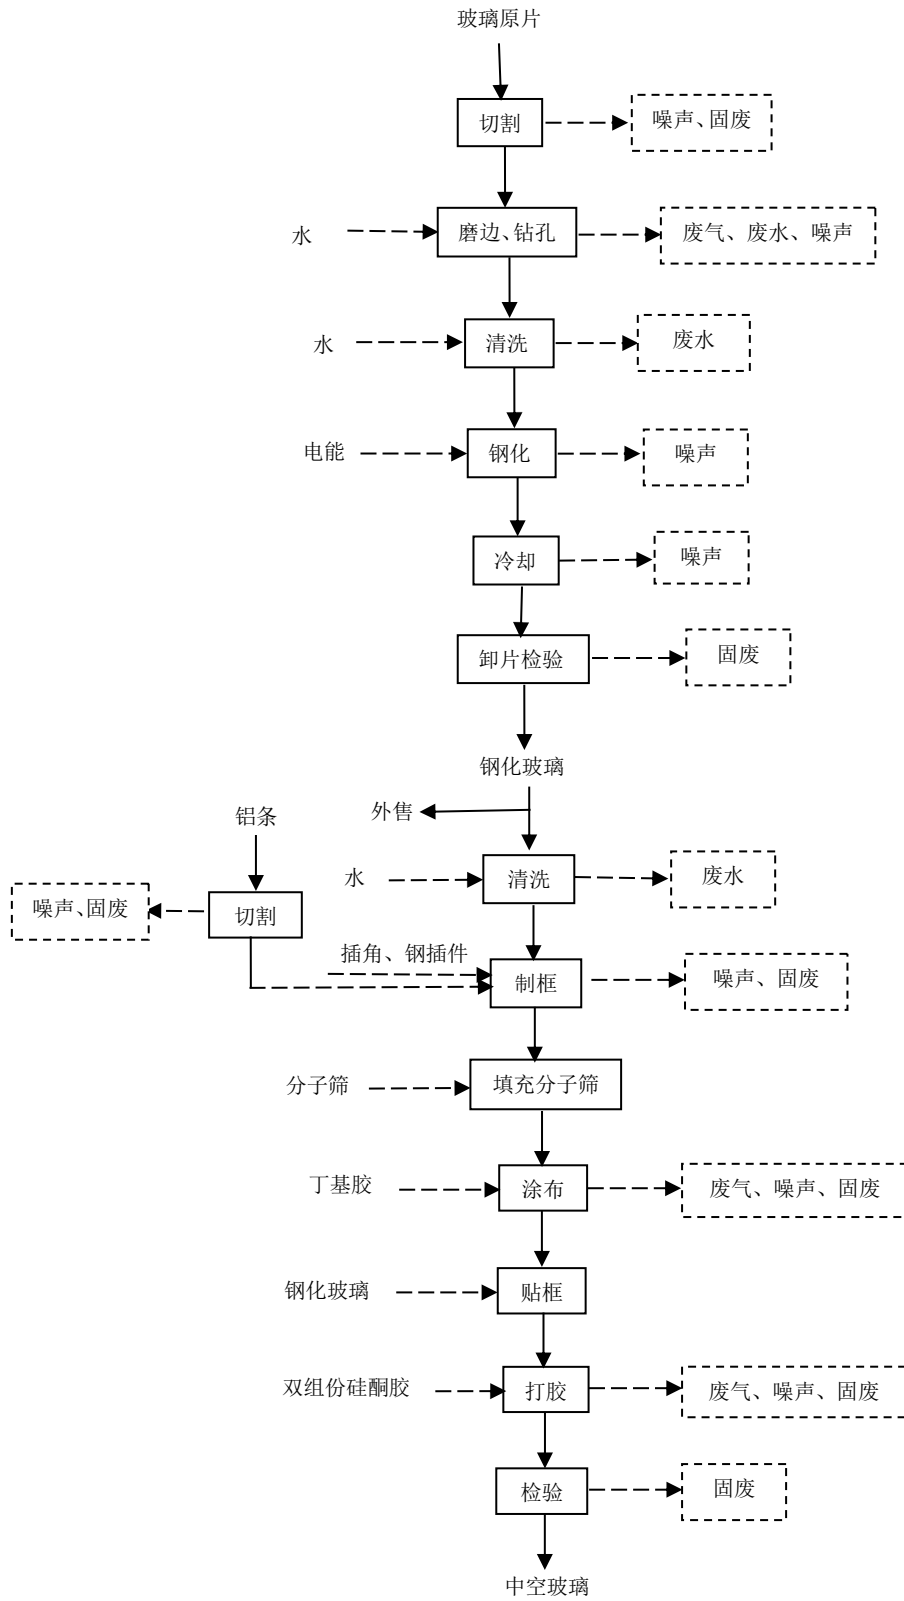 玻璃原片
切割
噪声、固废
水
磨边、钻孔
废气、废水、噪声
水
清洗
废水
电能
钢化
噪声
冷却
噪声
卸片检验
固废
钢化玻璃
外售
铝条
水
清洗
废水
噪声、固废
切割
插角、钢插件
制框
噪声、固废
分子筛
填充分子筛
丁基胶
涂布
废气、噪声、固废
钢化玻璃
贴框
双组份硅酮胶
打胶
废气、噪声、固废
检验
固废
中空玻璃